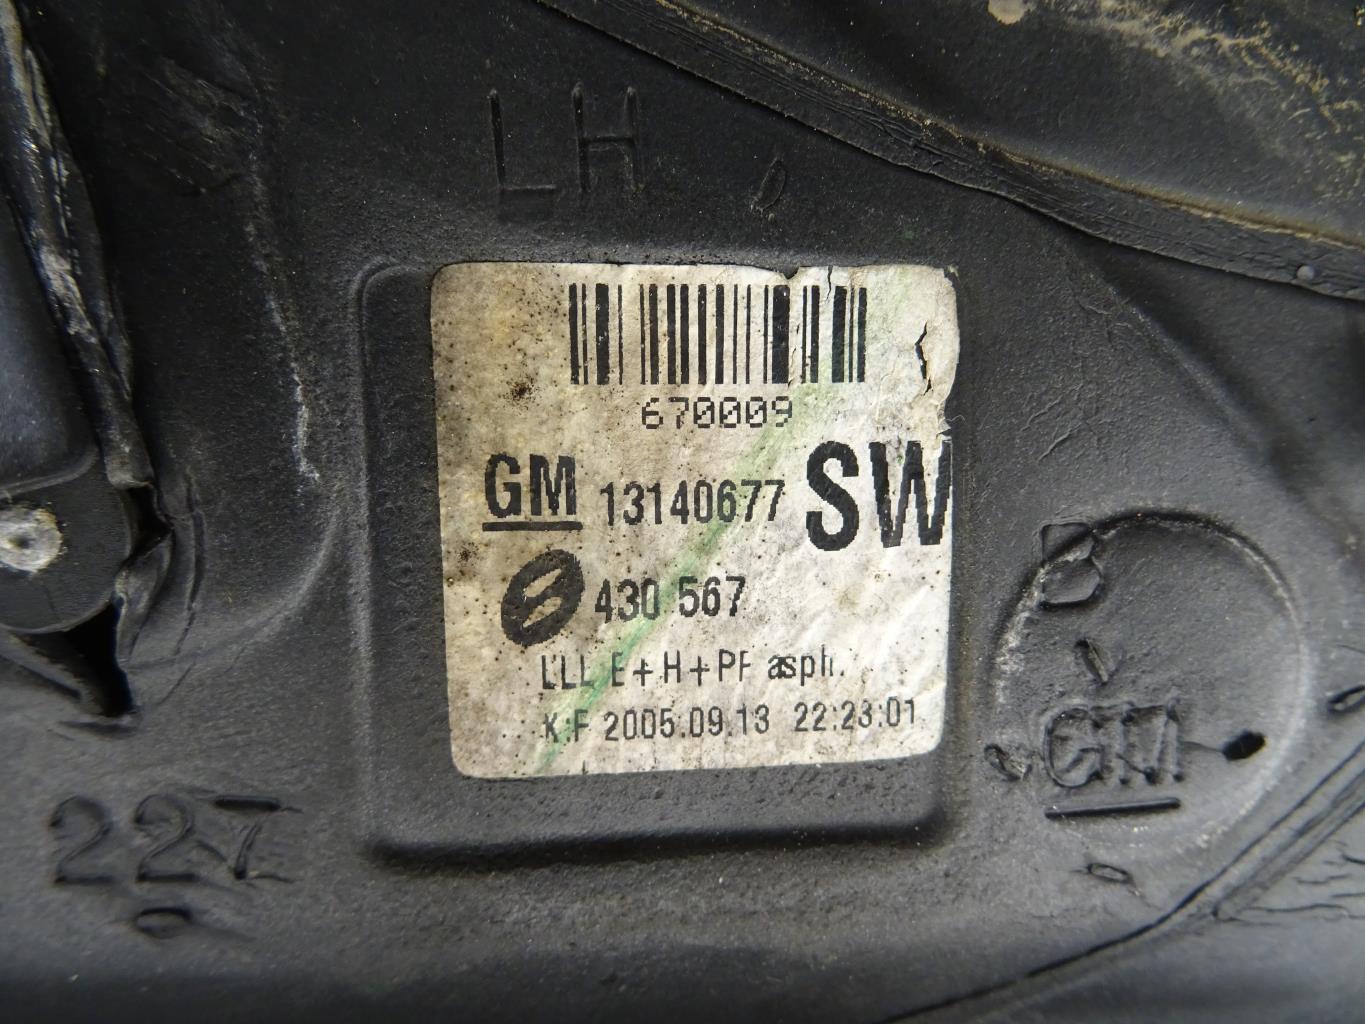 LH
670009
GM 13140677 SW
430 567
LLL E+H+PF asph.
K:F 2005.09.13 22:23:01
227
GM